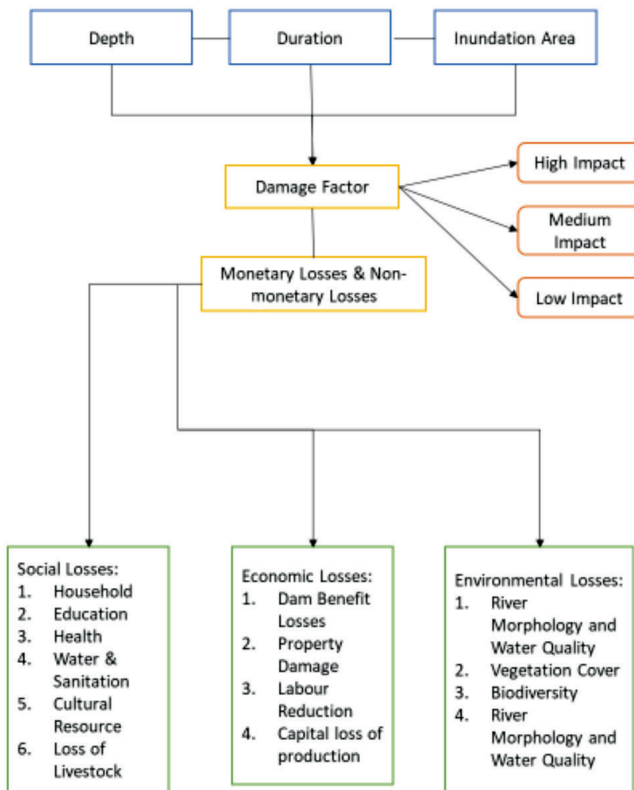 Depth
Duration
Inundation Area
Damage Factor
High Impact
Medium
Impact
Low Impact
Monetary Losses & Non-
monetary Losses
Social Losses:
1. Household
2. Education
3. Health
4. Water &
Sanitation
5. Cultural
Resource
6. Loss of
Livestock
Economic Losses:
1. Dam Benefit
Losses
2. Property
Damage
3. Labour
Reduction
4. Capital loss of
production
Environmental Losses:
1. River
Morphology and
Water Quality
2. Vegetation Cover
3. Biodiversity
4. River
Morphology and
Water Quality